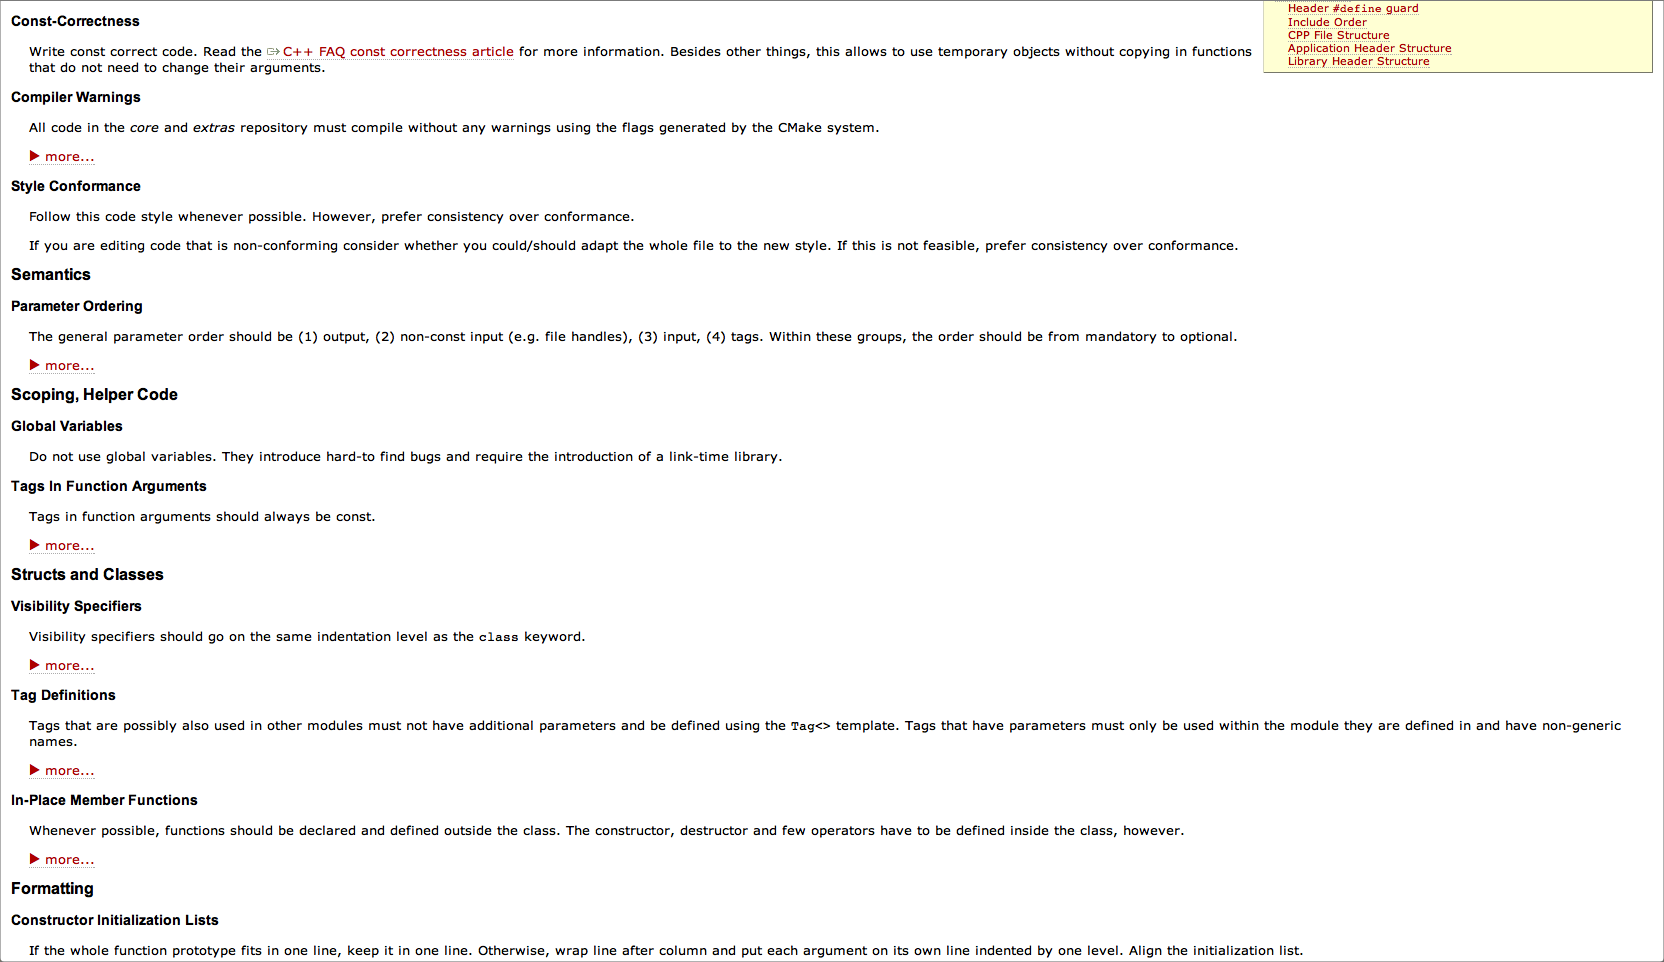 Const-Correctness
Write const correct code. Read the C++ FAQ const correctness article for more information. Besides other things, this allows to use temporary objects without copying in functions
that do not need to change their arguments.
Header #define guard
Include Order
CPP File Structure
Application Header Structure
Library Header Structure
Compiler Warnings
All code in the core and extras repository must compile without any warnings using the flags generated by the CMake system.
▶ more...
Style Conformance
Follow this code style whenever possible. However, prefer consistency over conformance.
If you are editing code that is non-conforming consider whether you could/should adapt the whole file to the new style. If this is not feasible, prefer consistency over conformance.
Semantics
Parameter Ordering
The general parameter order should be (1) output, (2) non-const input (e.g. file handles), (3) input, (4) tags. Within these groups, the order should be from mandatory to optional.
▶ more...
Scoping, Helper Code
Global Variables
Do not use global variables. They introduce hard-to find bugs and require the introduction of a link-time library.
Tags In Function Arguments
Tags in function arguments should always be const.
▶ more...
Structs and Classes
Visibility Specifiers
Visibility specifiers should go on the same indentation level as the class keyword.
▶ more...
Tag Definitions
Tags that are possibly also used in other modules must not have additional parameters and be defined using the Tag<> template. Tags that have parameters must only be used within the module they are defined in and have non-generic
names.
▶ more...
In-Place Member Functions
Whenever possible, functions should be declared and defined outside the class. The constructor, destructor and few operators have to be defined inside the class, however.
▶ more...
Formatting
Constructor Initialization Lists
If the whole function prototype fits in one line, keep it in one line. Otherwise, wrap line after column and put each argument on its own line indented by one level. Align the initialization list.